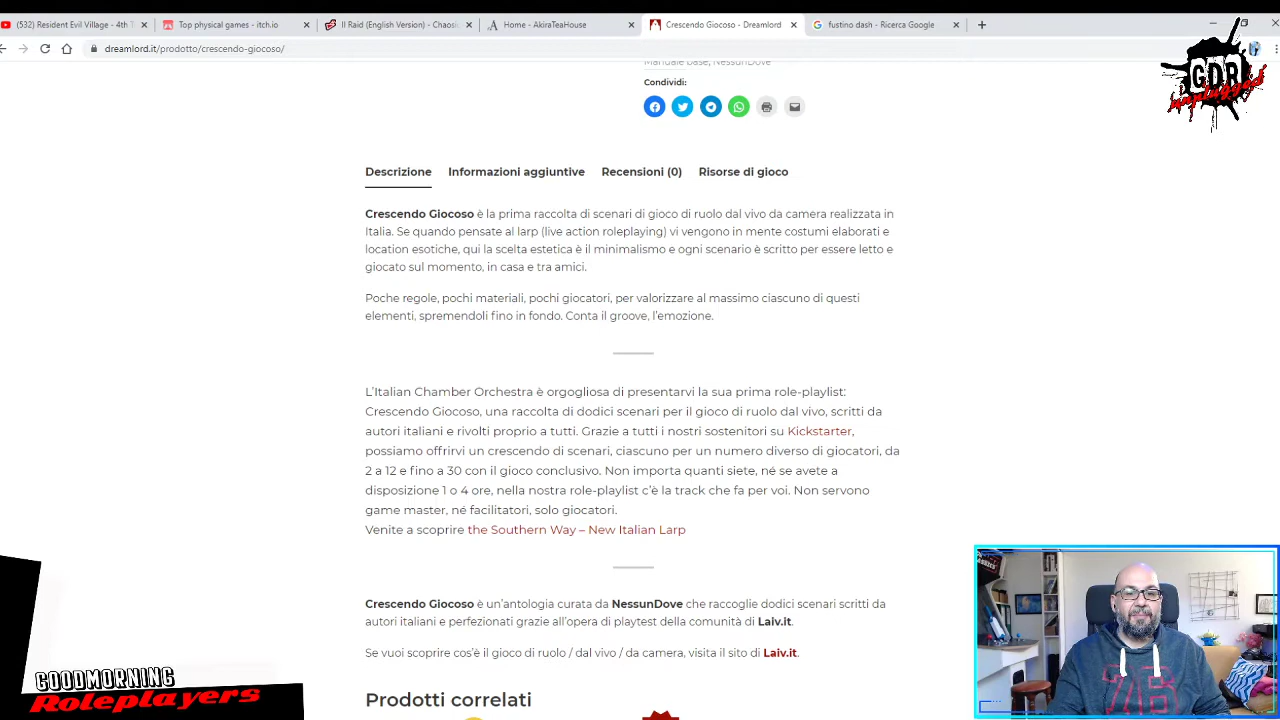 (532) Resident Evil Village - 4th T
Top physical games - itch.io
Il Raid (English Version) - Chaosi
Home - AkiraTeaHouse
Crescendo Giocoso - Dreamlord
fustino dash - Ricerca Google
dreamlord.it/prodotto/crescendo-giocoso/
GDR
unplugged
Manuale base, NessunDove
Condividi:
Descrizione Informazioni aggiuntive Recensioni (0) Risorse di gioco
Crescendo Giocoso è la prima raccolta di scenari di gioco di ruolo dal vivo da camera realizzata in
Italia. Se quando pensate al larp (live action roleplaying) vi vengono in mente costumi elaborati e
location esotiche, qui la scelta estetica è il minimalismo e ogni scenario è scritto per essere letto e
giocato sul momento, in casa e tra amici.
Poche regole, pochi materiali, pochi giocatori, per valorizzare al massimo ciascuno di questi
elementi, spremendoli fino in fondo. Conta il groove, l'emozione.
L'Italian Chamber Orchestra è orgogliosa di presentarvi la sua prima role-playlist:
Crescendo Giocoso, una raccolta di dodici scenari per il gioco di ruolo dal vivo, scritti da
autori italiani e rivolti proprio a tutti. Grazie a tutti i nostri sostenitori su Kickstarter,
possiamo offrirvi un crescendo di scenari, ciascuno per un numero diverso di giocatori, da
2 a 12 e fino a 30 con il gioco conclusivo. Non importa quanti siete, né se avete a
disposizione 1 o 4 ore, nella nostra role-playlist c'è la track che fa per voi. Non servono
game master, né facilitatori, solo giocatori.
Venite a scoprire the Southern Way – New Italian Larp
Crescendo Giocoso è un'antologia curata da NessunDove che raccoglie dodici scenari scritti da
autori italiani e perfezionati grazie all'opera di playtest della comunità di Laiv.it.
Se vuoi scoprire cos'è il gioco di ruolo / dal vivo / da camera, visita il sito di Laiv.it.
Prodotti correlati
GOODMORNING
Roleplayers